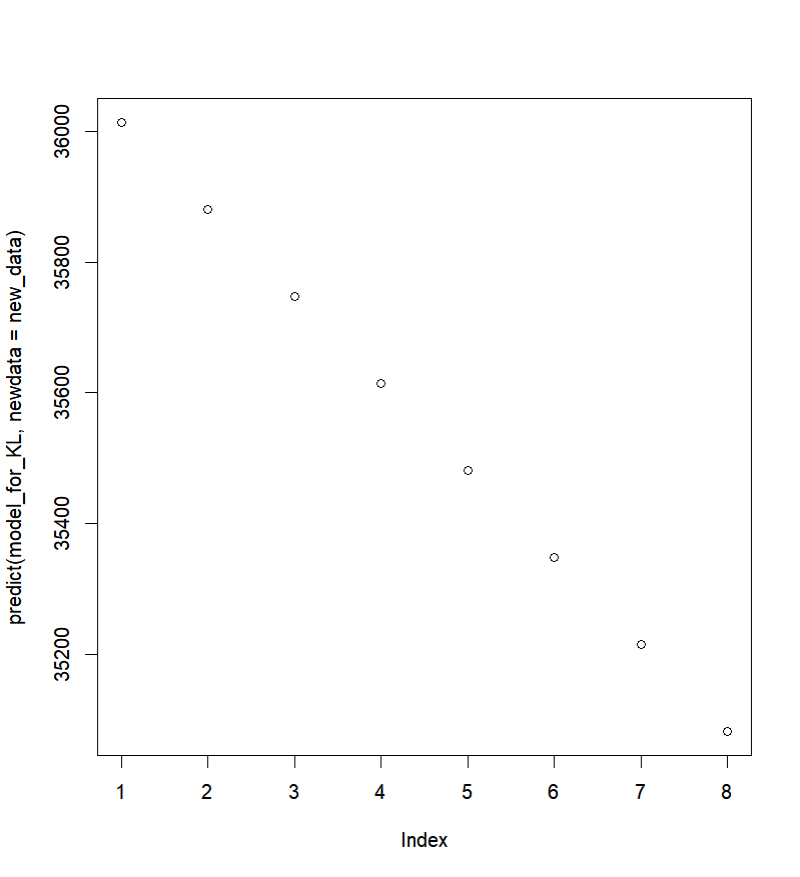 predict(model_for_KL, newdata = new_data)
36000
35800
35600
35400
35200
1 2 3 4 5 6 7 8
Index